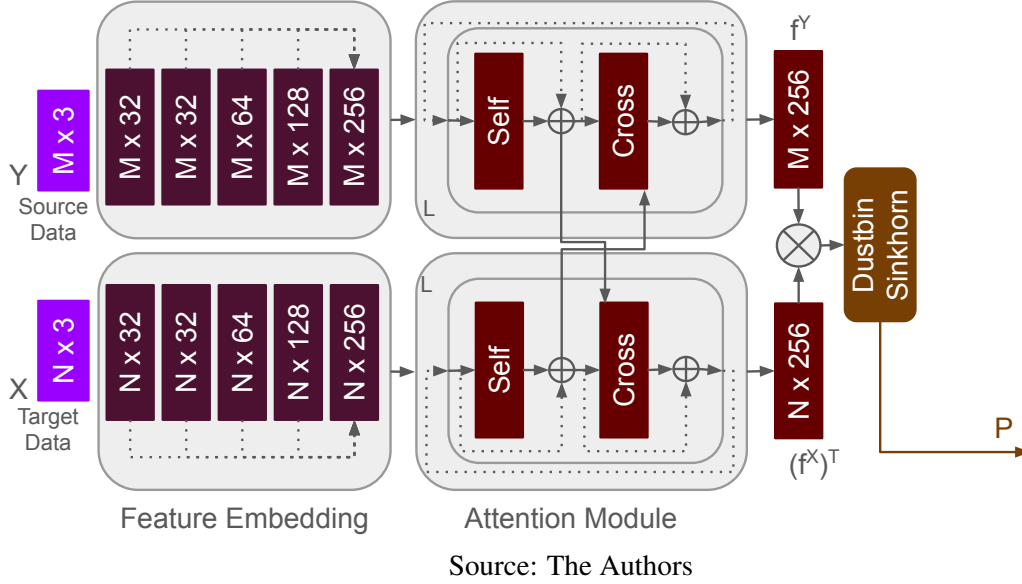 Y
M x 3
Source
Data
M x 32
M x 32
M x 64
M x 128
M x 256
Self
Cross
L
f^Y
M x 256
Dustbin
Sinkhorn
X
N x 3
Target
Data
N x 32
N x 32
N x 64
N x 128
N x 256
L
Self
Cross
N x 256
(f^X)^T
P
Feature Embedding
Attention Module
Source: The Authors